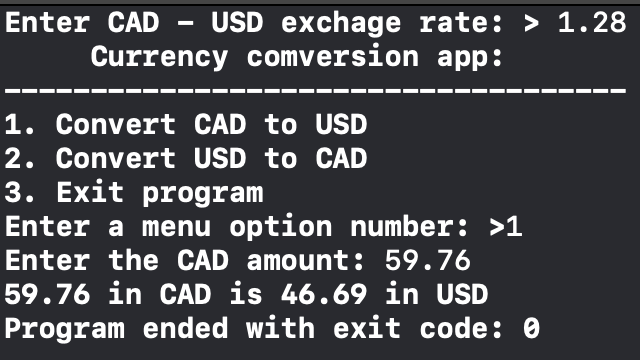 Enter CAD - USD exchage rate: > 1.28
Currency comversion app:
------------------------------------
1. Convert CAD to USD
2. Convert USD to CAD
3. Exit program
Enter a menu option number: >1
Enter the CAD amount: 59.76
59.76 in CAD is 46.69 in USD
Program ended with exit code: 0